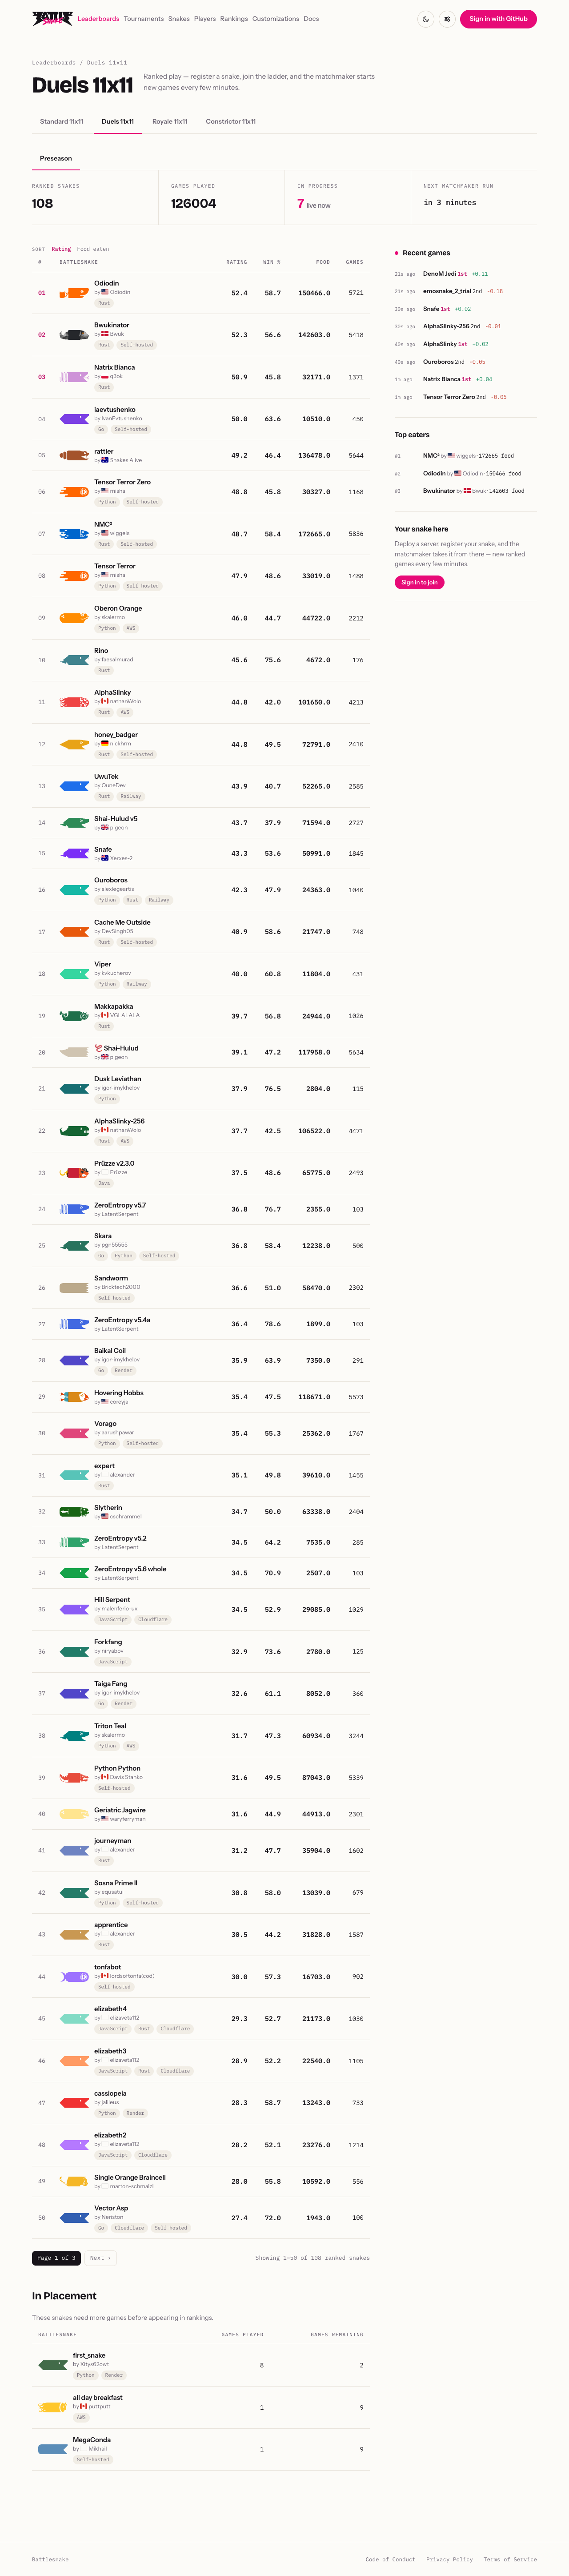 BATTLE SNAKE
Leaderboards Tournaments Snakes Players Rankings Customizations Docs
Sign in with GitHub
Leaderboards / Duels 11x11
Duels 11x11
Ranked play — register a snake, join the ladder, and the matchmaker starts
new games every few minutes.
Standard 11x11 Duels 11x11 Royale 11x11 Constrictor 11x11
Preseason
RANKED SNAKES GAMES PLAYED IN PROGRESS NEXT MATCHMAKER RUN
108 126004 7 live now in 3 minutes
SORT Rating Food eaten
# BATTLESNAKE RATING WIN % FOOD GAMES
01 Odiodin 52.4 58.7 150466.0 5721
by Odiodin
Rust
02 Bwukinator 52.3 56.6 142603.0 5418
by Bwuk
Rust Self-hosted
03 Natrix Bianca 50.9 45.8 32171.0 1371
by q3ok
Rust
04 iaevtushenko 50.0 63.6 10510.0 450
by IvanEvtushenko
Go Self-hosted
05 rattler 49.2 46.4 136478.0 5644
by Snakes Alive
06 Tensor Terror Zero 48.8 45.8 30327.0 1168
by misha
Python Self-hosted
07 NMC² 48.7 58.4 172665.0 5836
by wiggels
Rust Self-hosted
08 Tensor Terror 47.9 48.6 33019.0 1488
by misha
Python Self-hosted
09 Oberon Orange 46.0 44.7 44722.0 2212
by skalermo
Python AWS
10 Rino 45.6 75.6 4672.0 176
by faesalmurad
Rust
11 AlphaSlinky 44.8 42.0 101650.0 4213
by nathanWolo
Rust AWS
12 honey_badger 44.8 49.5 72791.0 2410
by nickhrm
Rust Self-hosted
13 UwuTek 43.9 40.7 52265.0 2585
by OuneDev
Rust Railway
14 Shai-Hulud v5 43.7 37.9 71594.0 2727
by pigeon
15 Snafe 43.3 53.6 50991.0 1845
by Xerxes-2
16 Ouroboros 42.3 47.9 24363.0 1040
by alexlegeartis
Python Rust Railway
17 Cache Me Outside 40.9 58.6 21747.0 748
by DevSingh05
Rust Self-hosted
18 Viper 40.0 60.8 11804.0 431
by kvkucherov
Python Railway
19 Makkapakka 39.7 56.8 24944.0 1026
by VGLALALA
Rust
20 Shai-Hulud 39.1 47.2 117958.0 5634
by pigeon
21 Dusk Leviathan 37.9 76.5 2804.0 115
by igor-imykhelov
Python
22 AlphaSlinky-256 37.7 42.5 106522.0 4471
by nathanWolo
Rust AWS
23 Prüzze v2.3.0 37.5 48.6 65775.0 2493
by Prüzze
Java
24 ZeroEntropy v5.7 36.8 76.7 2355.0 103
by LatentSerpent
25 Skara 36.8 58.4 12238.0 500
by pgn55555
Go Python Self-hosted
26 Sandworm 36.6 51.0 58470.0 2302
by Bricktech2000
Self-hosted
27 ZeroEntropy v5.4a 36.4 78.6 1899.0 103
by LatentSerpent
28 Baikal Coil 35.9 63.9 7350.0 291
by igor-imykhelov
Go Render
29 Hovering Hobbs 35.4 47.5 118671.0 5573
by coreyja
30 Vorago 35.4 55.3 25362.0 1767
by aarushpawar
Python Self-hosted
31 expert 35.1 49.8 39610.0 1455
by alexander
Rust
32 Slytherin 34.7 50.0 63338.0 2404
by cschrammel
33 ZeroEntropy v5.2 34.5 64.2 7535.0 285
by LatentSerpent
34 ZeroEntropy v5.6 whole 34.5 70.9 2507.0 103
by LatentSerpent
35 Hill Serpent 34.5 52.9 29085.0 1029
by malenferio-ux
JavaScript Cloudflare
36 Forkfang 32.9 73.6 2780.0 125
by niryabov
JavaScript
37 Taiga Fang 32.6 61.1 8052.0 360
by igor-imykhelov
Go Render
38 Triton Teal 31.7 47.3 60934.0 3244
by skalermo
Python AWS
39 Python Python 31.6 49.5 87043.0 5339
by Davis Stanko
Self-hosted
40 Geriatric Jagwire 31.6 44.9 44913.0 2301
by waryferryman
41 journeyman 31.2 47.7 35904.0 1602
by alexander
Rust
42 Sosna Prime II 30.8 58.0 13039.0 679
by equsatul
Python Self-hosted
43 apprentice 30.5 44.2 31828.0 1587
by alexander
Rust
44 tonfabot 30.0 57.3 16703.0 902
by lordsoftonfa(cod)
Self-hosted
45 elizabeth4 29.3 52.7 21173.0 1030
by elizaveta112
JavaScript Rust Cloudflare
46 elizabeth3 28.9 52.2 22540.0 1105
by elizaveta112
JavaScript Rust Cloudflare
47 cassiopeia 28.3 58.7 13243.0 733
by jalileus
Python Render
48 elizabeth2 28.2 52.1 23276.0 1214
by elizaveta112
JavaScript Cloudflare
49 Single Orange Braincell 28.0 55.8 10592.0 556
by marton-schmalzl
50 Vector Asp 27.4 72.0 1943.0 100
by Neriston
Go Cloudflare Self-hosted
Page 1 of 3 Next › Showing 1–50 of 108 ranked snakes
In Placement
These snakes need more games before appearing in rankings.
BATTLESNAKE GAMES PLAYED GAMES REMAINING
first_snake 8 2
by Xitys82owt
Python Render
all day breakfast 1 9
by puttputt
AWS
MegaConda 1 9
by Mikhail
Self-hosted
Recent games
21s ago DenoM Jedi 1st +0.11
21s ago emosnake_2_trial 2nd -0.18
30s ago Snafe 1st +0.02
30s ago AlphaSlinky-256 2nd -0.01
40s ago AlphaSlinky 1st +0.02
40s ago Ouroboros 2nd -0.05
1m ago Natrix Bianca 1st +0.04
1m ago Tensor Terror Zero 2nd -0.05
Top eaters
#1 NMC² by wiggels · 172665 food
#2 Odiodin by Odiodin · 150466 food
#3 Bwukinator by Bwuk · 142603 food
Your snake here
Deploy a server, register your snake, and the
matchmaker takes it from there — new ranked
games every few minutes.
Sign in to join
Battlesnake Code of Conduct Privacy Policy Terms of Service